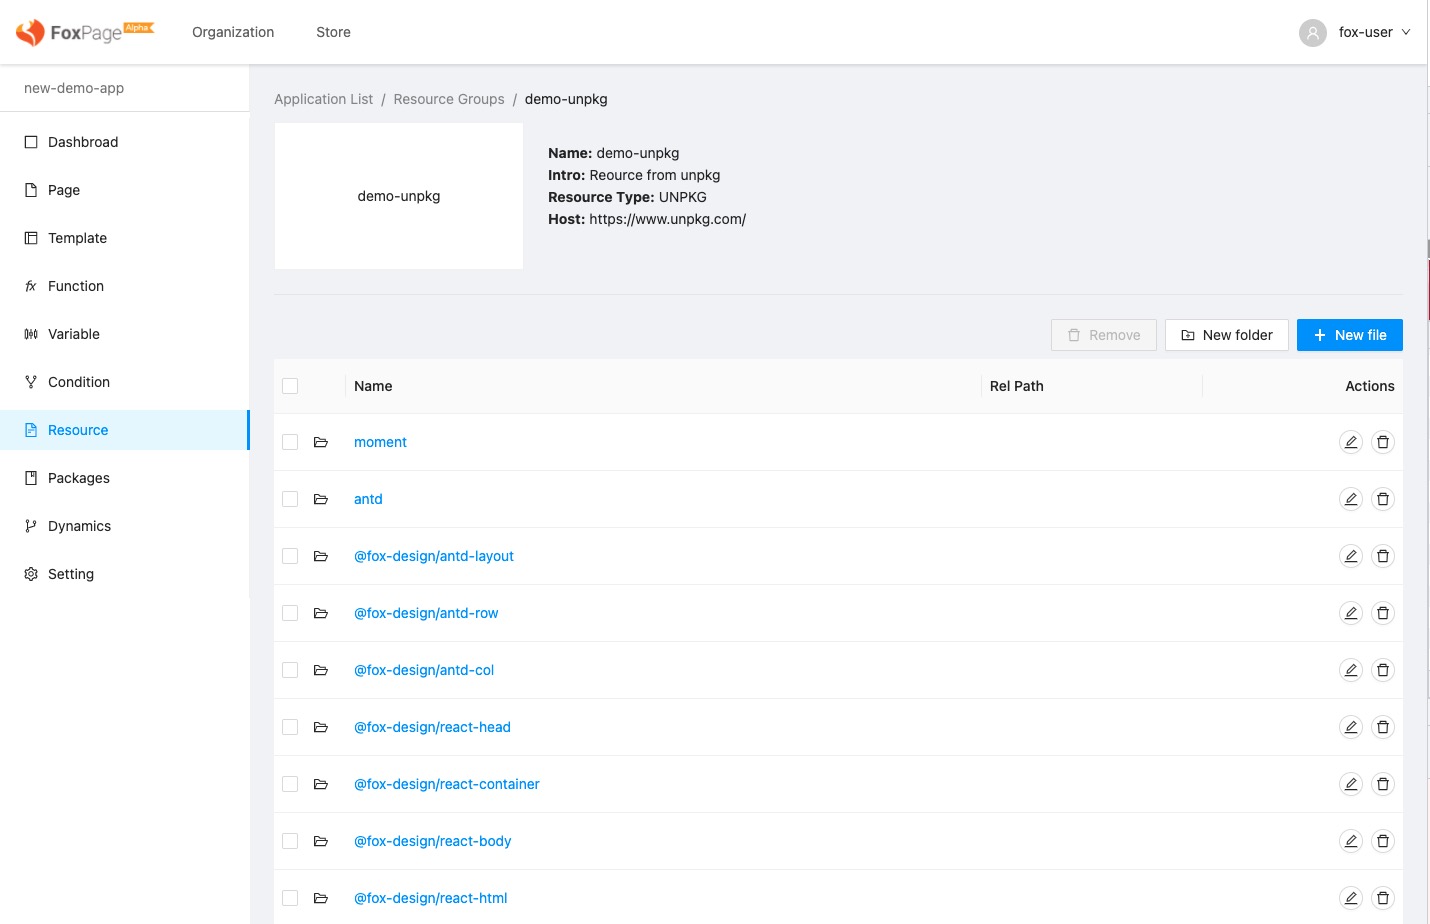 FoxPage Alpha Organization Store fox-user
new-demo-app
Dashbroad
Page
Template
fx Function
Variable
Condition
Resource
Packages
Dynamics
Setting
Application List / Resource Groups / demo-unpkg
demo-unpkg
Name: demo-unpkg
Intro: Reource from unpkg
Resource Type: UNPKG
Host: https://www.unpkg.com/
Remove New folder + New file
Name Rel Path Actions
moment
antd
@fox-design/antd-layout
@fox-design/antd-row
@fox-design/antd-col
@fox-design/react-head
@fox-design/react-container
@fox-design/react-body
@fox-design/react-html